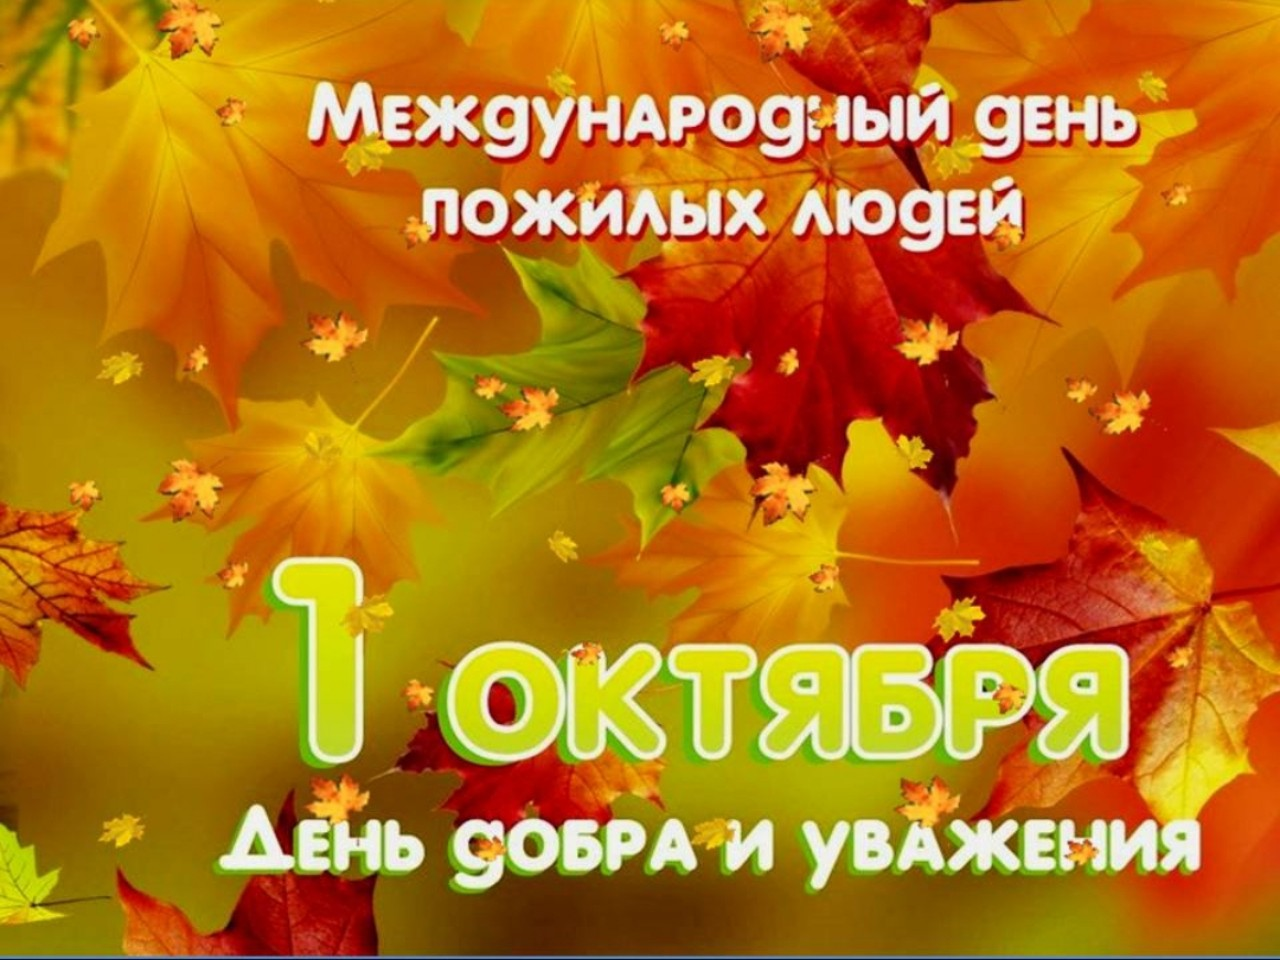 Международный день
пожилых людей
1 октября
День добра и уважения